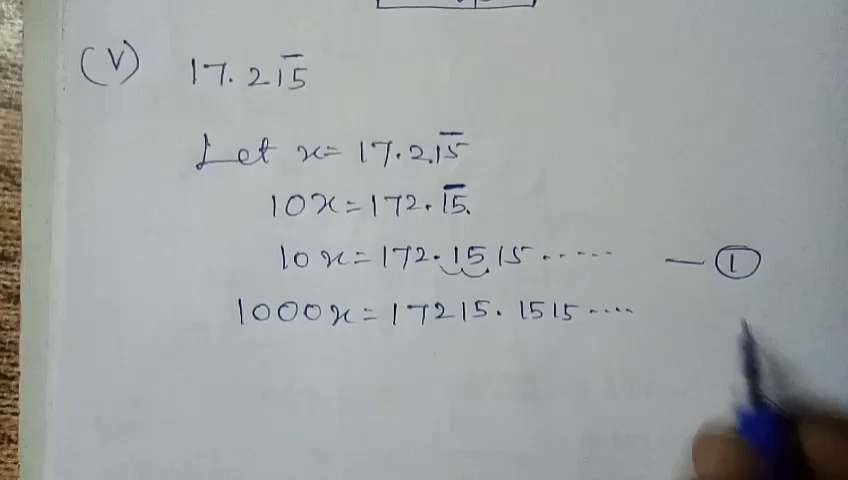 (V) 17.21̅5̅
Let x = 17.21̅5̅
10x = 172.1̅5̅.
10x = 172.1515...... — ①
1000x = 17215.1515....